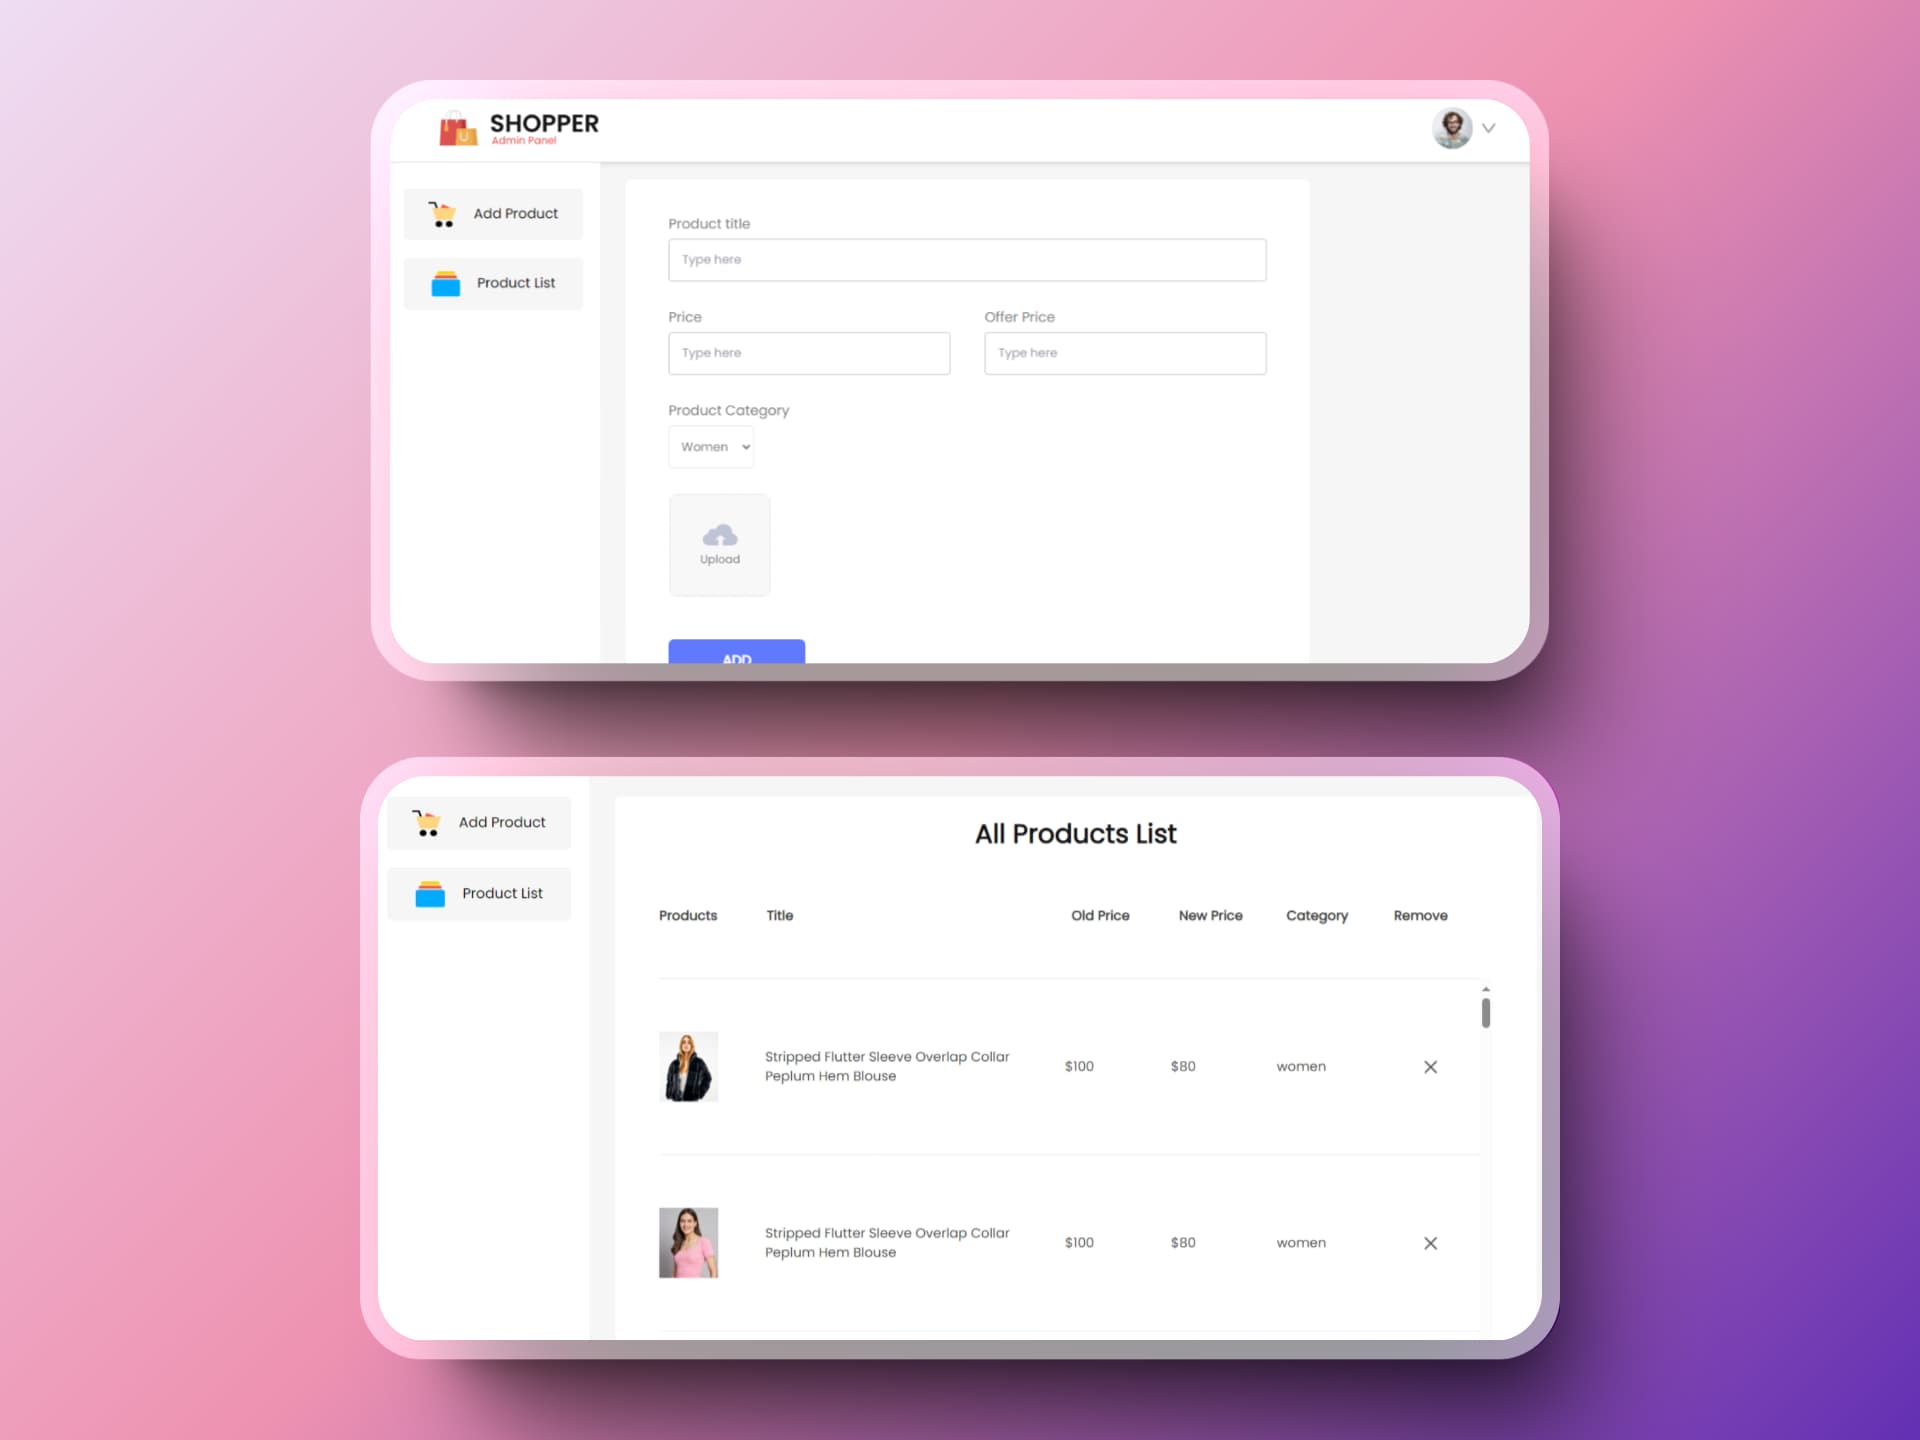 SHOPPER
Admin Panel
Add Product
Product List
Product title
Type here
Price
Offer Price
Type here
Type here
Product Category
Women
Upload
ADD
Add Product
Product List
All Products List
Products
Title
Old Price
New Price
Category
Remove
Stripped Flutter Sleeve Overlap Collar
Peplum Hem Blouse
$100
$80
women
Stripped Flutter Sleeve Overlap Collar
Peplum Hem Blouse
$100
$80
women